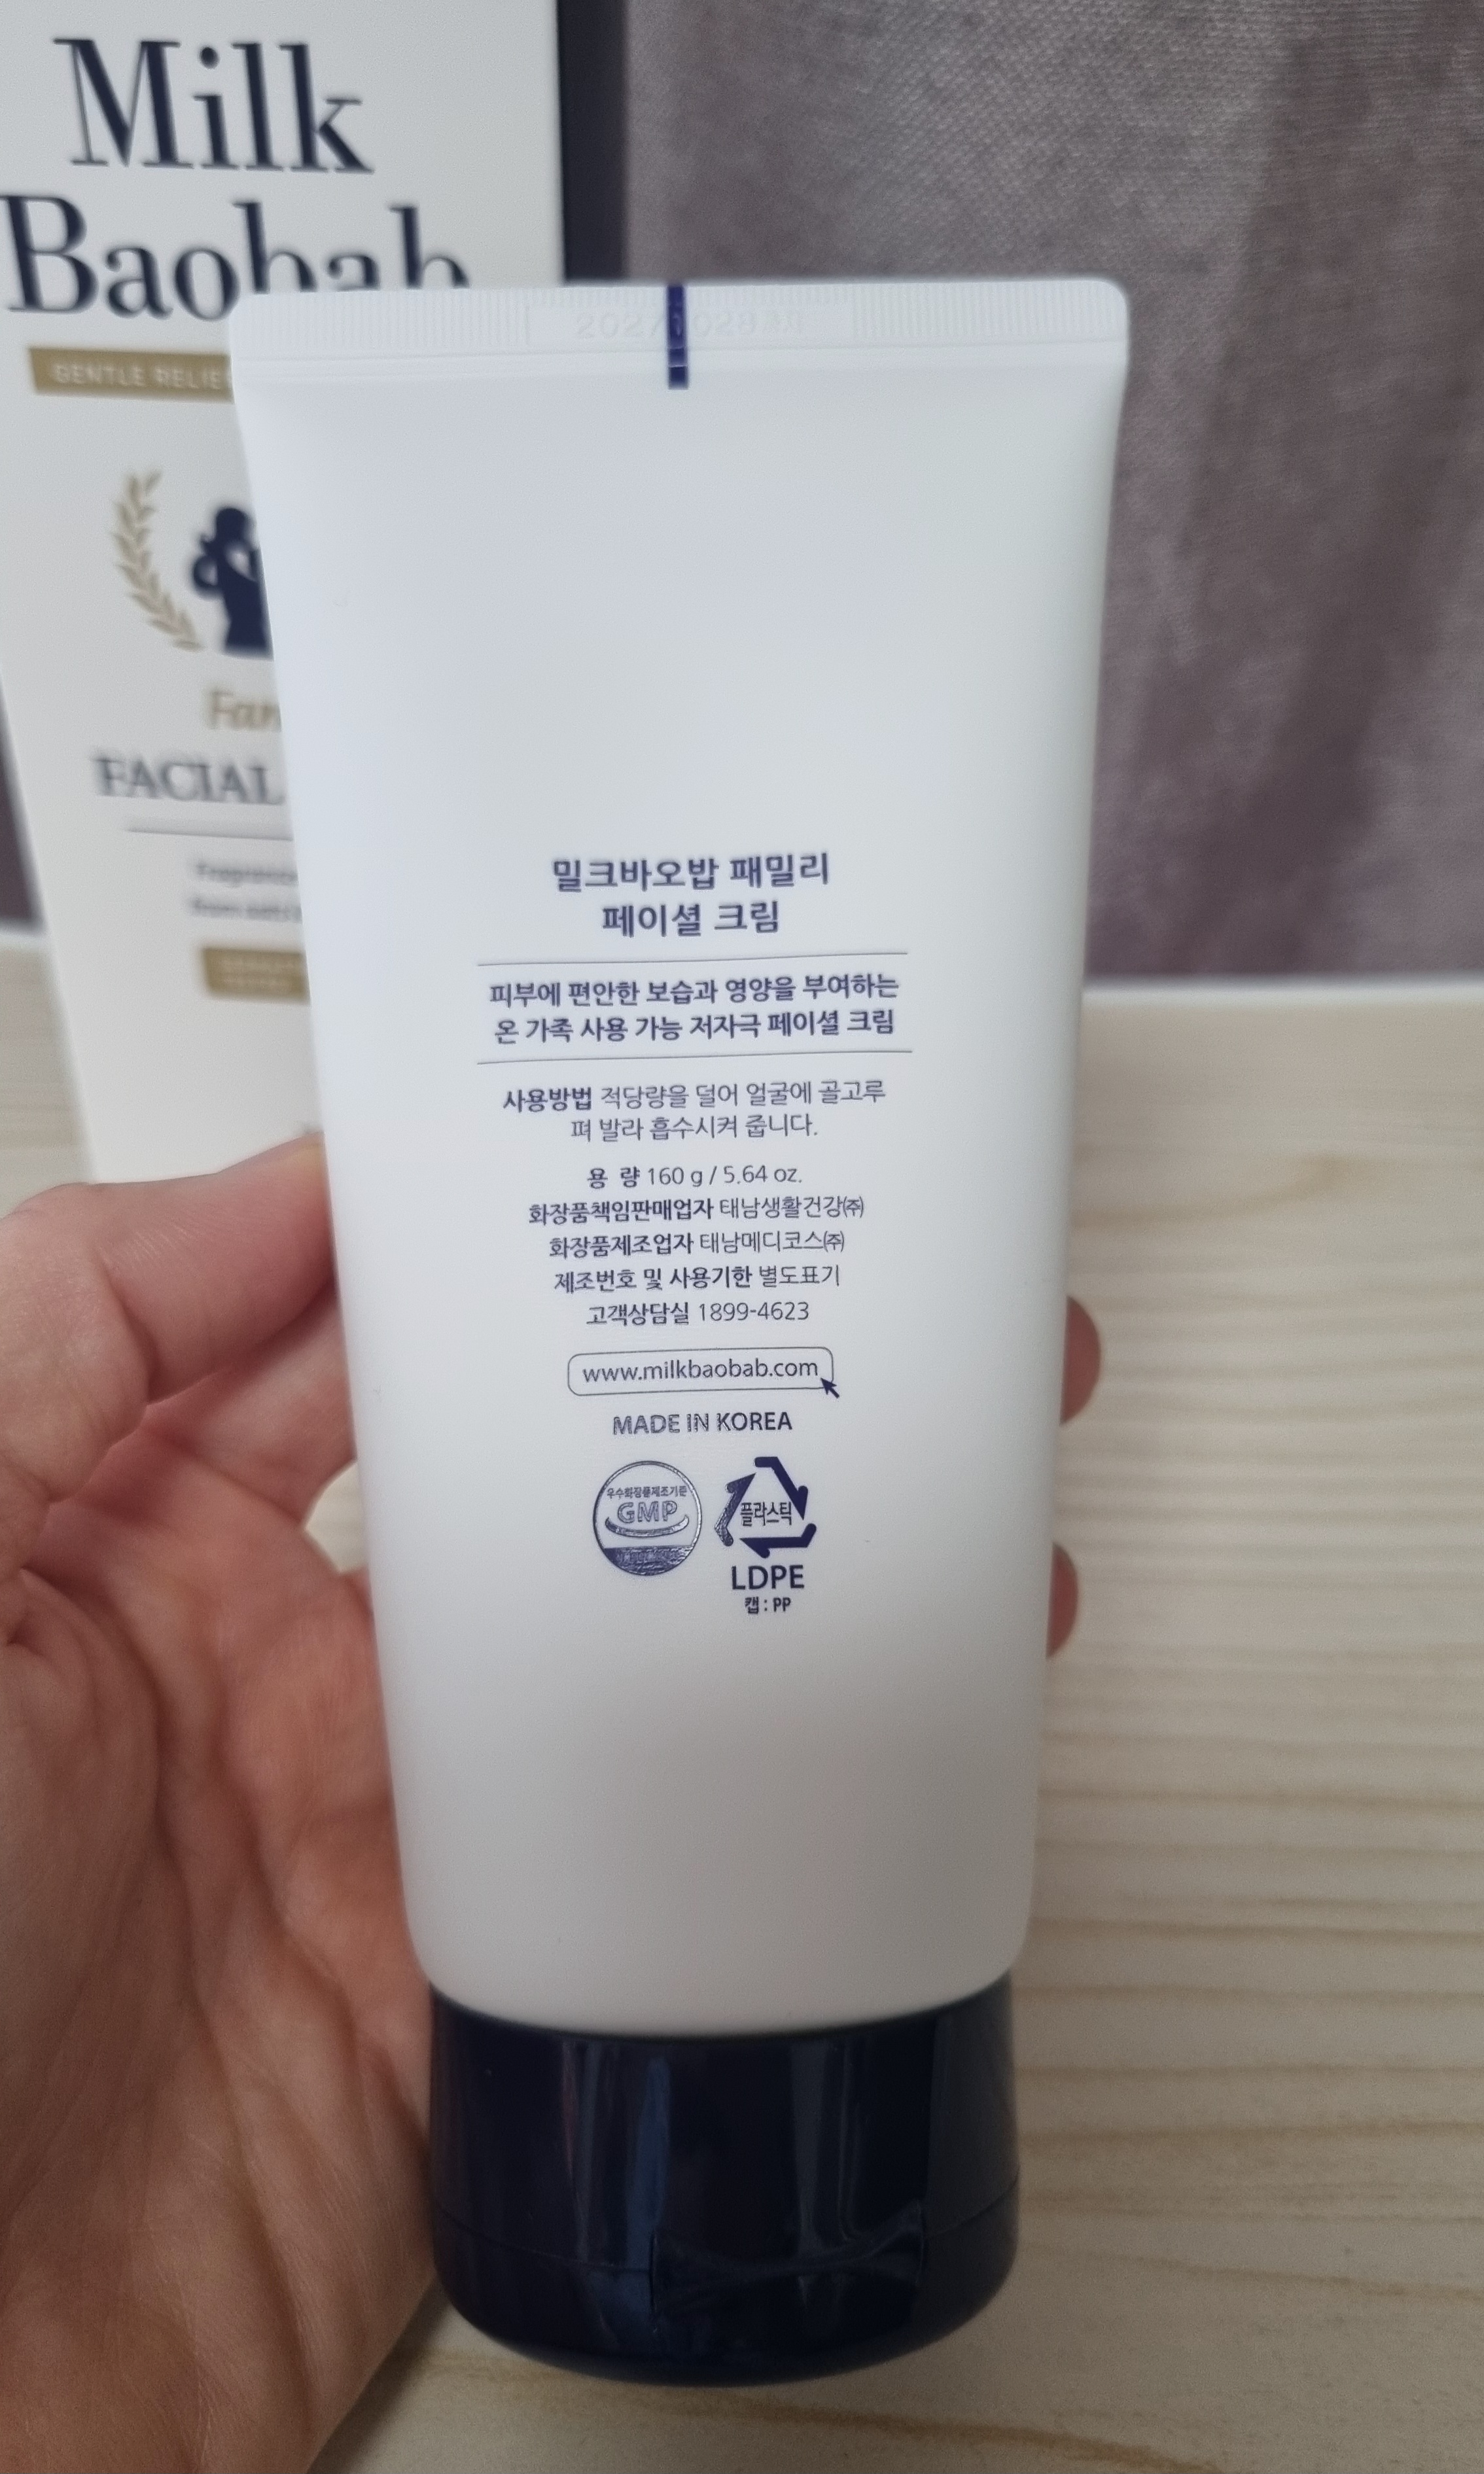 Milk
Baobab
GENTLE RELIEF
FACIAL
밀크바오밥 패밀리
페이셜 크림
피부에 편안한 보습과 영양을 부여하는
온 가족 사용 가능 저자극 페이셜 크림
사용방법 적당량을 덜어 얼굴에 골고루
펴 발라 흡수시켜 줍니다.
용 량 160 g / 5.64 oz.
화장품책임판매업자 태남생활건강㈜
화장품제조업자 태남메디코스㈜
제조번호 및 사용기한 별도표기
고객상담실 1899-4623
www.milkbaobab.com
MADE IN KOREA
우수화장품제조기준
GMP
플라스틱
LDPE
캡 : PP